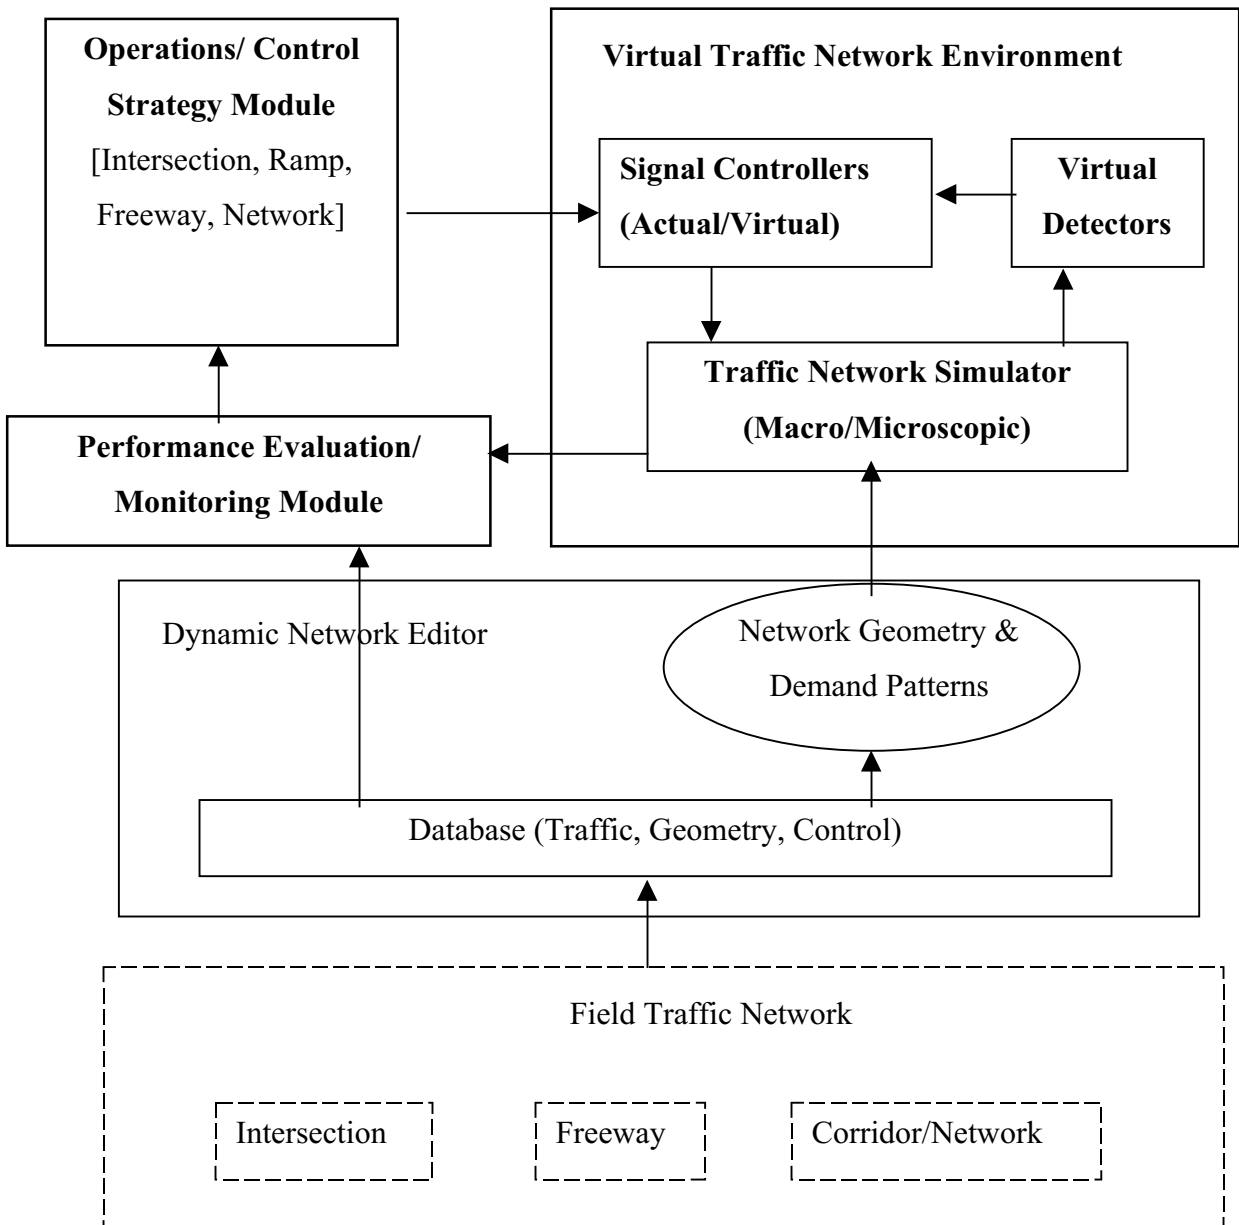 Operations/ Control
Strategy Module
[Intersection, Ramp,
Freeway, Network]
Virtual Traffic Network Environment
Signal Controllers
(Actual/Virtual)
Virtual
Detectors
Traffic Network Simulator
(Macro/Microscopic)
Performance Evaluation/
Monitoring Module
Dynamic Network Editor
Network Geometry &
Demand Patterns
Database (Traffic, Geometry, Control)
Field Traffic Network
Intersection
Freeway
Corridor/Network